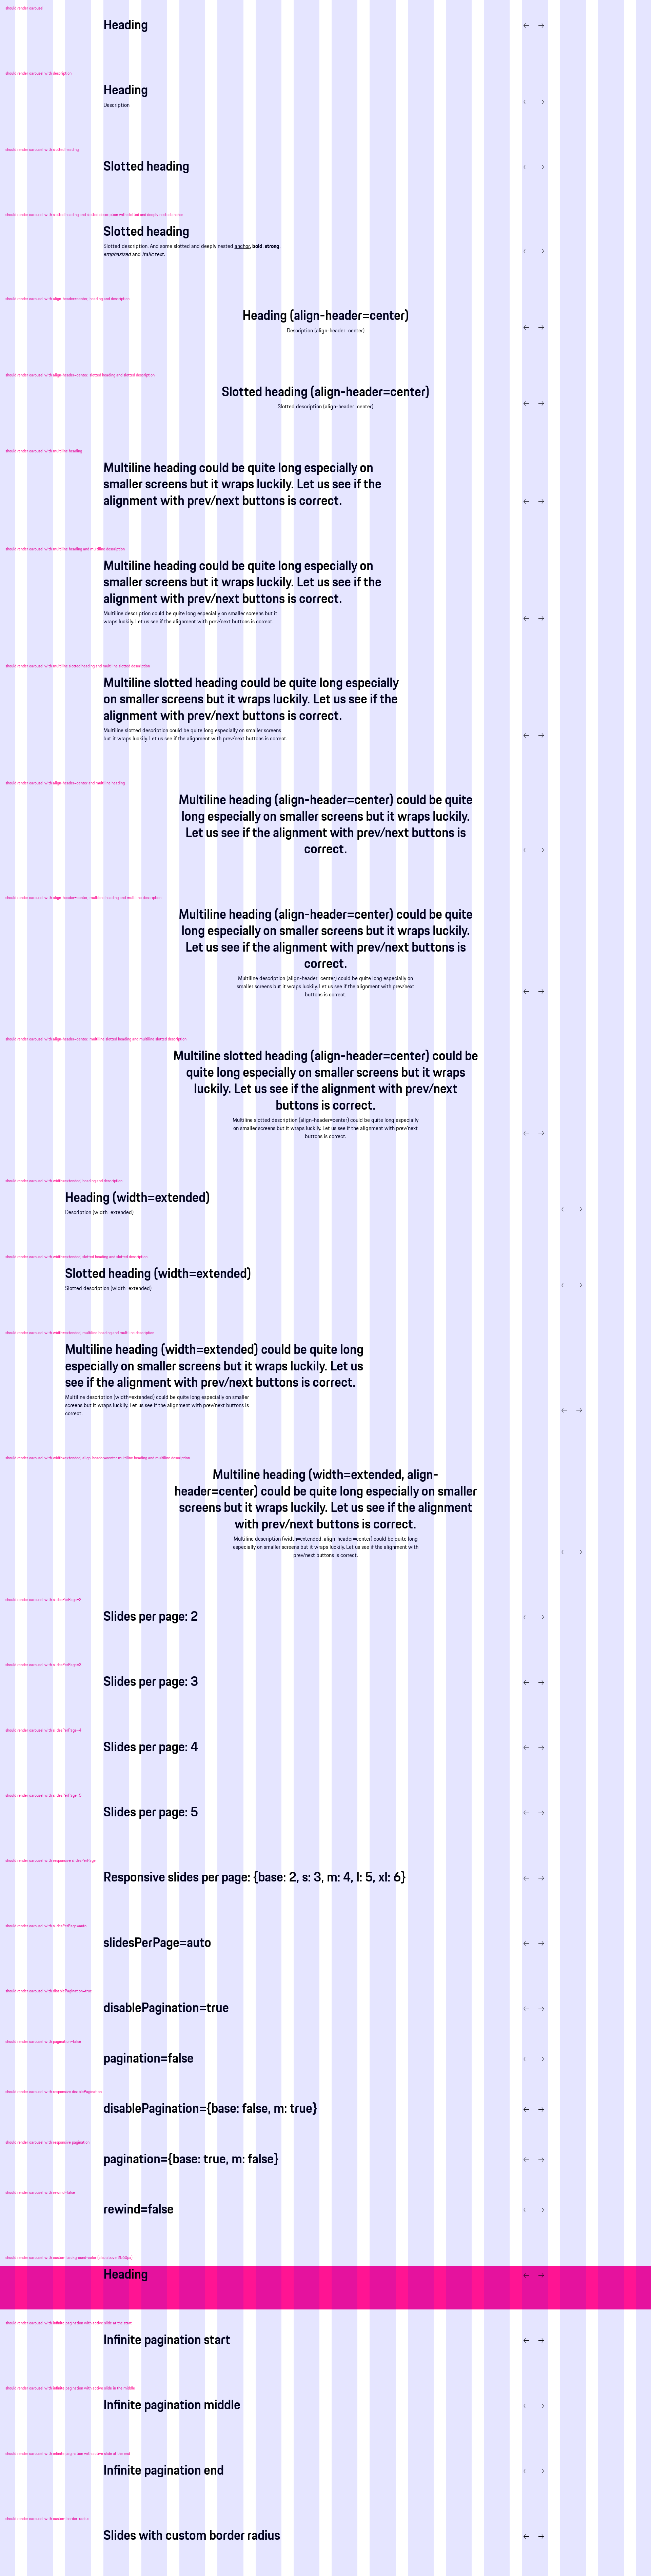 should render carousel
Heading
should render carousel with description
Heading
Description
should render carousel with slotted heading
Slotted heading
should render carousel with slotted heading and slotted description with slotted and deeply nested anchor
Slotted heading
Slotted description. And some slotted and deeply nested anchor, bold, strong,
emphasized and italic text.
should render carousel with align-header=center, heading and description
Heading (align-header=center)
Description (align-header=center)
should render carousel with align-header=center, slotted heading and slotted description
Slotted heading (align-header=center)
Slotted description (align-header=center)
should render carousel with multiline heading
Multiline heading could be quite long especially on
smaller screens but it wraps luckily. Let us see if the
alignment with prev/next buttons is correct.
should render carousel with multiline heading and multiline description
Multiline heading could be quite long especially on
smaller screens but it wraps luckily. Let us see if the
alignment with prev/next buttons is correct.
Multiline description could be quite long especially on smaller screens but it
wraps luckily. Let us see if the alignment with prev/next buttons is correct.
should render carousel with multiline slotted heading and multiline slotted description
Multiline slotted heading could be quite long especially
on smaller screens but it wraps luckily. Let us see if the
alignment with prev/next buttons is correct.
Multiline slotted description could be quite long especially on smaller screens
but it wraps luckily. Let us see if the alignment with prev/next buttons is correct.
should render carousel with align-header=center and multiline heading
Multiline heading (align-header=center) could be quite
long especially on smaller screens but it wraps luckily.
Let us see if the alignment with prev/next buttons is
correct.
should render carousel with align-header=center, multiline heading and multiline description
Multiline heading (align-header=center) could be quite
long especially on smaller screens but it wraps luckily.
Let us see if the alignment with prev/next buttons is
correct.
Multiline description (align-header=center) could be quite long especially on
smaller screens but it wraps luckily. Let us see if the alignment with prev/next
buttons is correct.
should render carousel with align-header=center, multiline slotted heading and multiline slotted description
Multiline slotted heading (align-header=center) could be
quite long especially on smaller screens but it wraps
luckily. Let us see if the alignment with prev/next
buttons is correct.
Multiline slotted description (align-header=center) could be quite long especially
on smaller screens but it wraps luckily. Let us see if the alignment with prev/next
buttons is correct.
should render carousel with width=extended, heading and description
Heading (width=extended)
Description (width=extended)
should render carousel with width=extended, slotted heading and slotted description
Slotted heading (width=extended)
Slotted description (width=extended)
should render carousel with width=extended, multiline heading and multiline description
Multiline heading (width=extended) could be quite long
especially on smaller screens but it wraps luckily. Let us
see if the alignment with prev/next buttons is correct.
Multiline description (width=extended) could be quite long especially on smaller
screens but it wraps luckily. Let us see if the alignment with prev/next buttons is
correct.
should render carousel with width=extended, align-header=center multiline heading and multiline description
Multiline heading (width=extended, align-
header=center) could be quite long especially on smaller
screens but it wraps luckily. Let us see if the alignment
with prev/next buttons is correct.
Multiline description (width=extended, align-header=center) could be quite long
especially on smaller screens but it wraps luckily. Let us see if the alignment with
prev/next buttons is correct.
should render carousel with slidesPerPage=2
Slides per page: 2
should render carousel with slidesPerPage=3
Slides per page: 3
should render carousel with slidesPerPage=4
Slides per page: 4
should render carousel with slidesPerPage=5
Slides per page: 5
should render carousel with responsive slidesPerPage
Responsive slides per page: {base: 2, s: 3, m: 4, l: 5, xl: 6}
should render carousel with slidesPerPage=auto
slidesPerPage=auto
should render carousel with disablePagination=true
disablePagination=true
should render carousel with pagination=false
pagination=false
should render carousel with responsive disablePagination
disablePagination={base: false, m: true}
should render carousel with responsive pagination
pagination={base: true, m: false}
should render carousel with rewind=false
rewind=false
should render carousel with custom background-color
Heading
should render carousel with infinite pagination with active slide at the start
Infinite pagination start
should render carousel with infinite pagination with active slide in the middle
Infinite pagination middle
should render carousel with infinite pagination with active slide at the end
Infinite pagination end
should render carousel with custom border radius
Slides with custom border radius